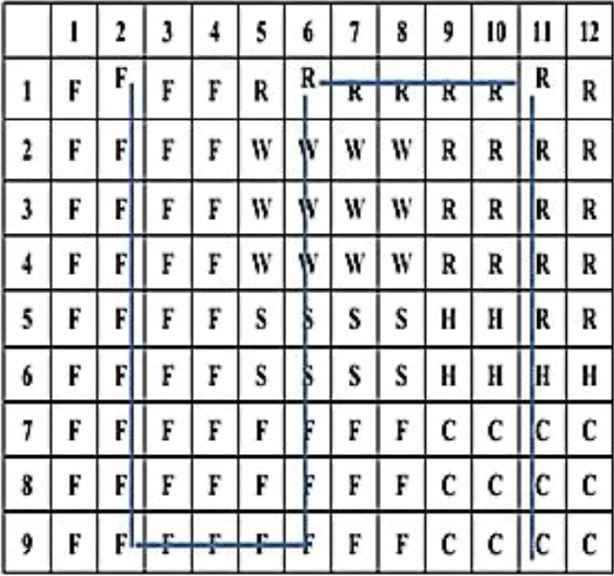 1 2 3 4 5 6 7 8 9 10 11 12
1 F F F F R R R R R R R R
2 F F F F W W W W R R R R
3 F F F F W W W W R R R R
4 F F F F W W W W R R R R
5 F F F F S S S S H H R R
6 F F F F S S S S H H H H
7 F F F F F F F F C C C C
8 F F F F F F F F C C C C
9 F F F F F F F F C C C C